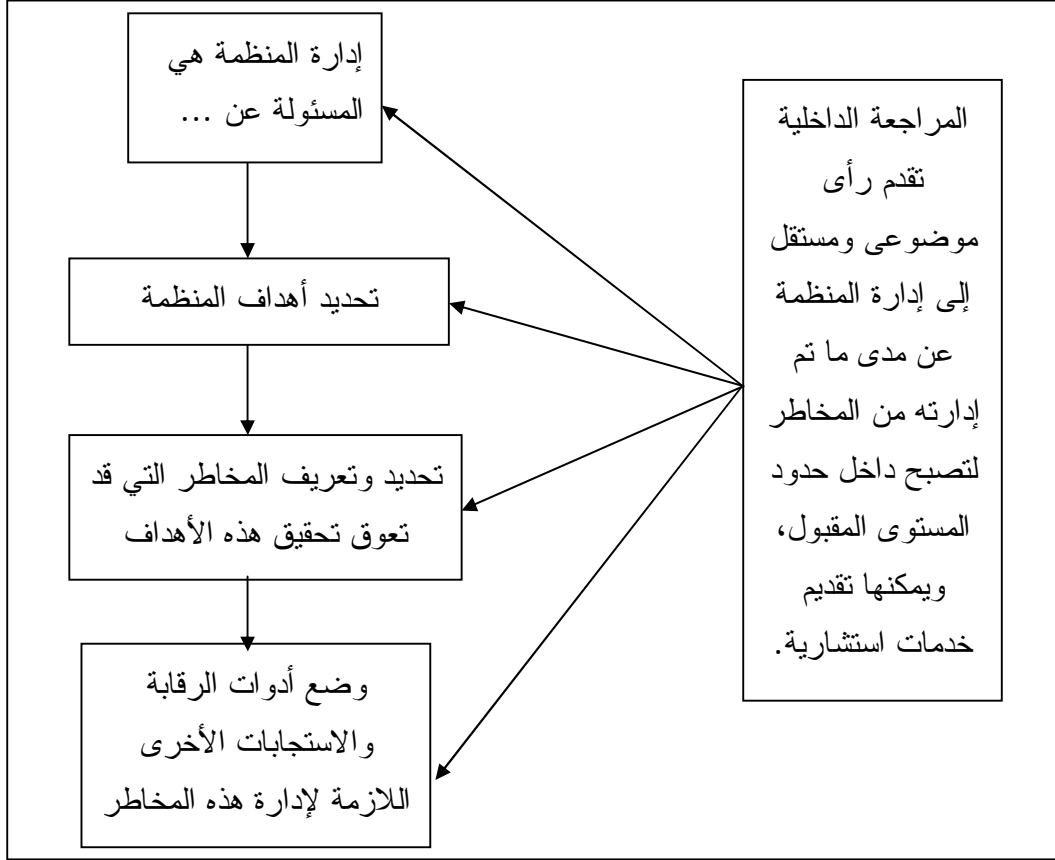 إدارة المنظمة هي
المسئولة عن ...
المراجعة الداخلية
تقدم رأى
موضوعى ومستقل
إلى إدارة المنظمة
عن مدى ما تم
إدارته من المخاطر
لتصبح داخل حدود
المستوى المقبول،
ويمكنها تقديم
خدمات استشارية.
تحديد أهداف المنظمة
تحديد وتعريف المخاطر التي قد
تعوق تحقيق هذه الأهداف
وضع أدوات الرقابة
والاستجابات الأخرى
اللازمة لإدارة هذه المخاطر